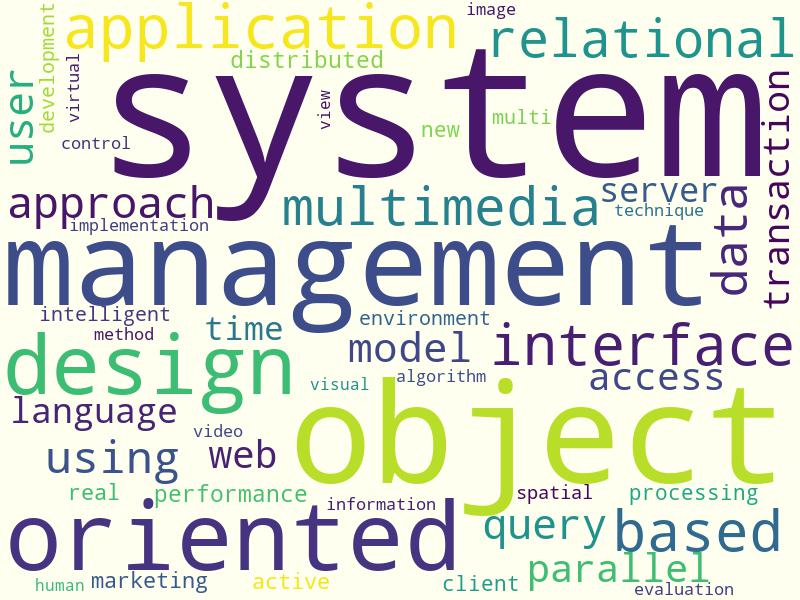 image
application
relational
development
distributed
system
virtual
user
view
new
multi
control
transaction
approach
multimedia
server
technique
data
implementation
management
intelligent
time
environment
method
model
interface
design
visual
algorithm
access
language
object
video
using
web
real
performance
information
spatial
processing
oriented
query
based
parallel
human
marketing
active
client
evaluation